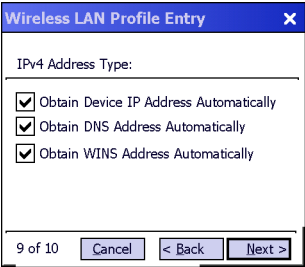 Wireless LAN Profile Entry
IPv4 Address Type:
Obtain Device IP Address Automatically
Obtain DNS Address Automatically
Obtain WINS Address Automatically
9 of 10 Cancel < Back Next >